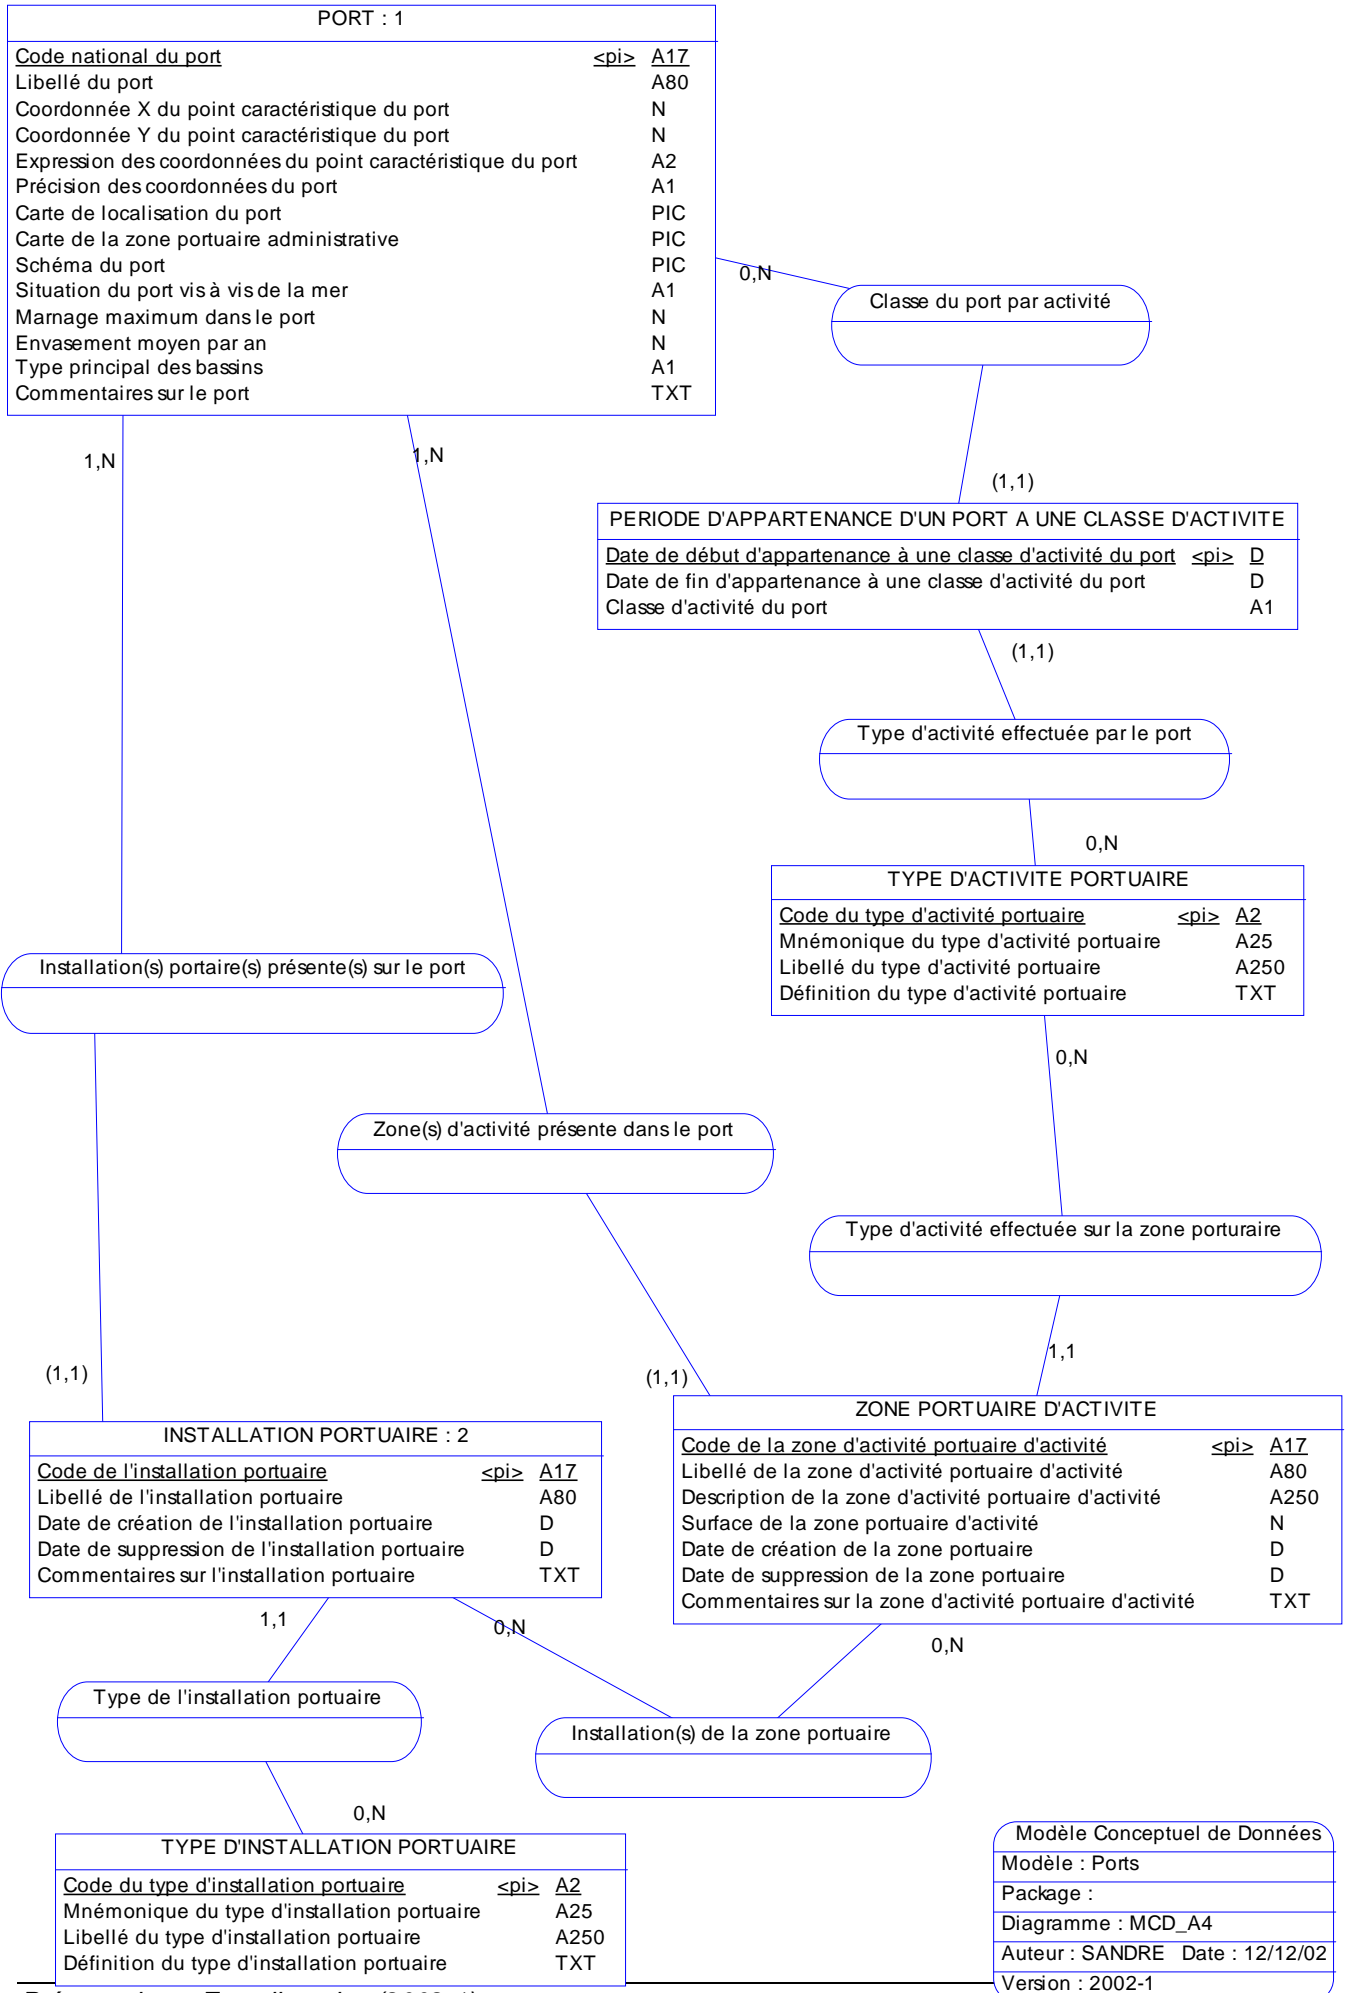 PORT : 1
Code national du port <pi> A17
Libellé du port A80
Coordonnée X du point caractéristique du port N
Coordonnée Y du point caractéristique du port N
Expression des coordonnées du point caractéristique du port A2
Précision des coordonnées du port A1
Carte de localisation du port PIC
Carte de la zone portuaire administrative PIC
Schéma du port PIC
Situation du port vis à vis de la mer A1
Marnage maximum dans le port N
Envasement moyen par an N
Type principal des bassins A1
Commentaires sur le port TXT
0,N
Classe du port par activité
1,N
1,N
(1,1)
PERIODE D'APPARTENANCE D'UN PORT A UNE CLASSE D'ACTIVITE
Date de début d'appartenance à une classe d'activité du port <pi> D
Date de fin d'appartenance à une classe d'activité du port D
Classe d'activité du port A1
(1,1)
Type d'activité effectuée par le port
0,N
TYPE D'ACTIVITE PORTUAIRE
Code du type d'activité portuaire <pi> A2
Mnémonique du type d'activité portuaire A25
Libellé du type d'activité portuaire A250
Définition du type d'activité portuaire TXT
Installation(s) portaire(s) présente(s) sur le port
0,N
Zone(s) d'activité présente dans le port
Type d'activité effectuée sur la zone porturaire
1,1
(1,1)
(1,1)
ZONE PORTUAIRE D'ACTIVITE
Code de la zone d'activité portuaire d'activité <pi> A17
Libellé de la zone d'activité portuaire d'activité A80
Description de la zone d'activité portuaire d'activité A250
Surface de la zone portuaire d'activité N
Date de création de la zone portuaire D
Date de suppression de la zone portuaire D
Commentaires sur la zone d'activité portuaire d'activité TXT
INSTALLATION PORTUAIRE : 2
Code de l'installation portuaire <pi> A17
Libellé de l'installation portuaire A80
Date de création de l'installation portuaire D
Date de suppression de l'installation portuaire D
Commentaires sur l'installation portuaire TXT
1,1
0,N
0,N
Type de l'installation portuaire
Installation(s) de la zone portuaire
0,N
TYPE D'INSTALLATION PORTUAIRE
Code du type d'installation portuaire <pi> A2
Mnémonique du type d'installation portuaire A25
Libellé du type d'installation portuaire A250
Définition du type d'installation portuaire TXT
Modèle Conceptuel de Données
Modèle : Ports
Package :
Diagramme : MCD_A4
Auteur : SANDRE Date : 12/12/02
Version : 2002-1